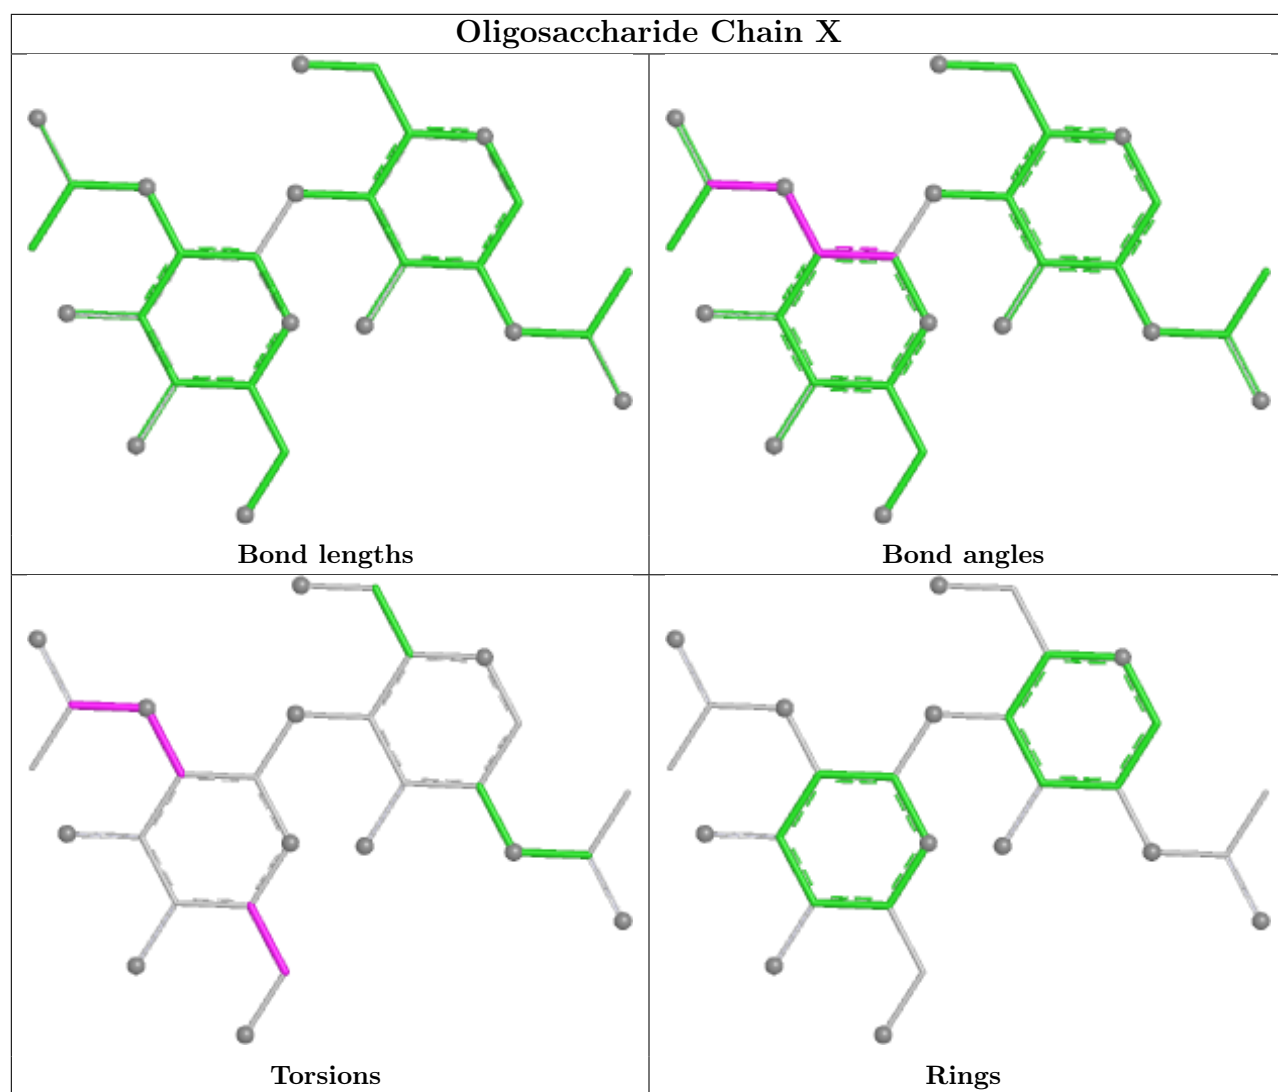 Oligosaccharide Chain X
Bond lengths
Bond angles
Torsions
Rings